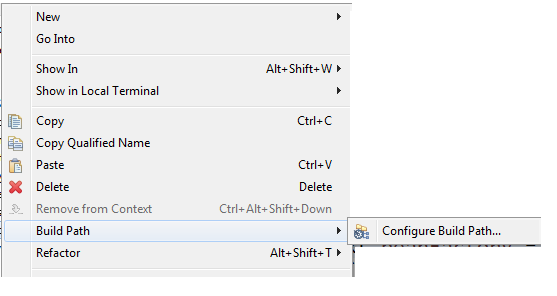 New
Go Into
Show In Alt+Shift+W
Show in Local Terminal
Copy Ctrl+C
Copy Qualified Name
Paste Ctrl+V
Delete Delete
Remove from Context Ctrl+Alt+Shift+Down
Build Path Configure Build Path...
Refactor Alt+Shift+T